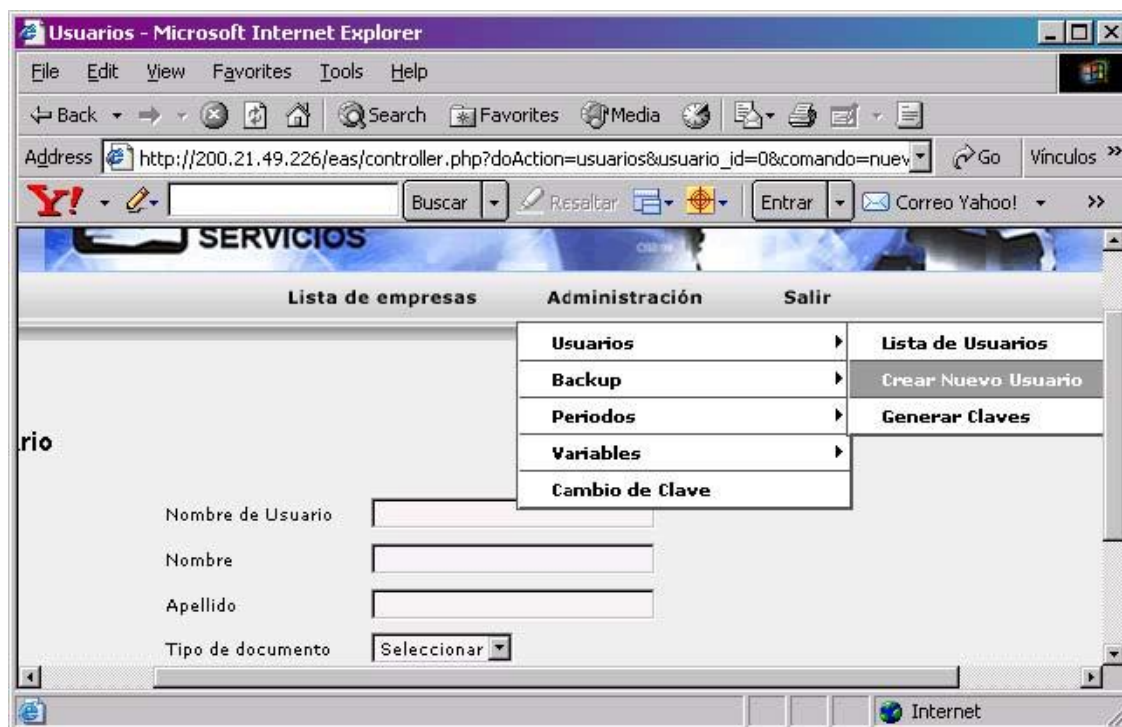 Usuarios - Microsoft Internet Explorer
File Edit View Favorites Tools Help
Back Search Favorites Media
Address http://200.21.49.226/eas/controller.php?doAction=usuarios&usuario_id=0&comando=nuev Go Vínculos »
Y! Buscar Resaltar Entrar Correo Yahoo! »
SERVICIOS
Lista de empresas Administración Salir
Usuarios Lista de Usuarios
Backup Crear Nuevo Usuario
Periodos Generar Claves
rio
Variables
Cambio de Clave
Nombre de Usuario
Nombre
Apellido
Tipo de documento Seleccionar
Internet